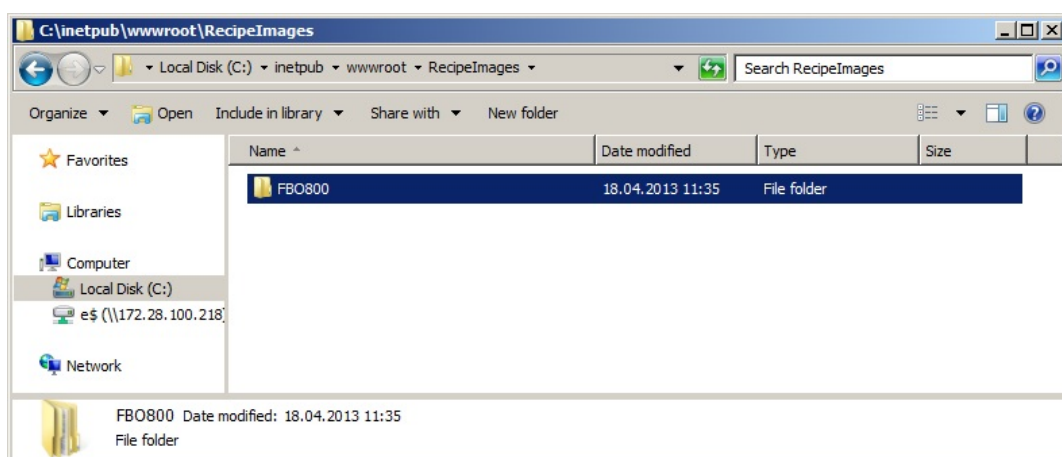 C:\inetpub\wwwroot\RecipeImages
Local Disk (C:) inetpub wwwroot RecipeImages Search RecipeImages
Organize Open Include in library Share with New folder
Favorites Name Date modified Type Size
FBO800 18.04.2013 11:35 File folder
Libraries
Computer
Local Disk (C:)
e$ (\\172.28.100.218)
Network
FBO800 Date modified: 18.04.2013 11:35
File folder